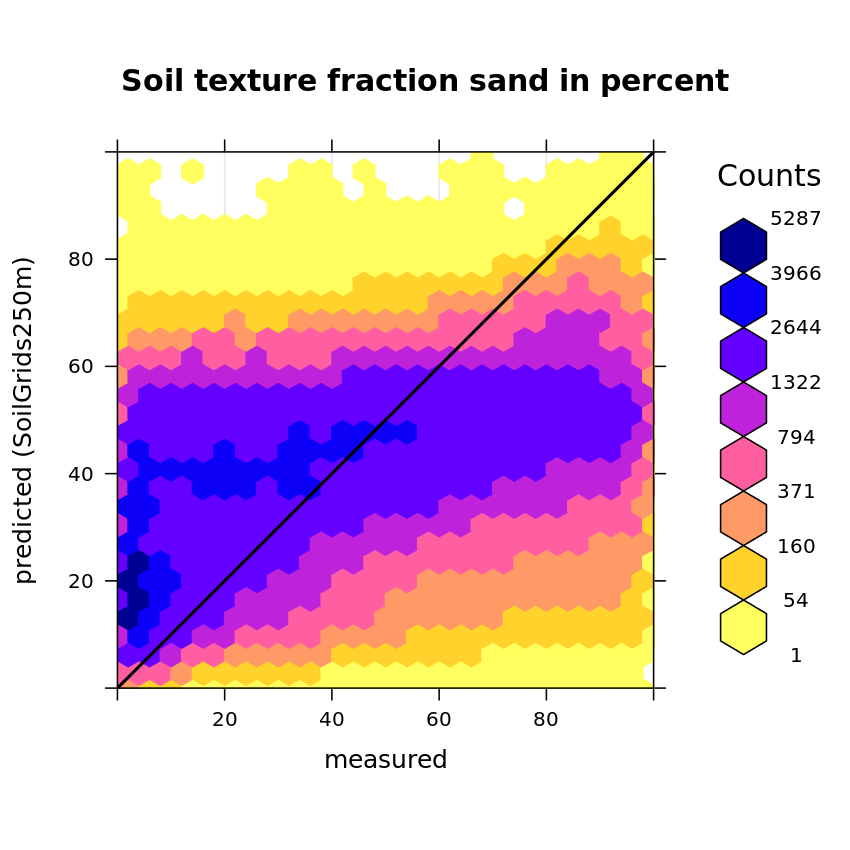 Soil texture fraction sand in percent
Counts
5287
3966
2644
1322
794
371
160
54
1
predicted (SoilGrids250m)
80
60
40
20
20 40 60 80
measured